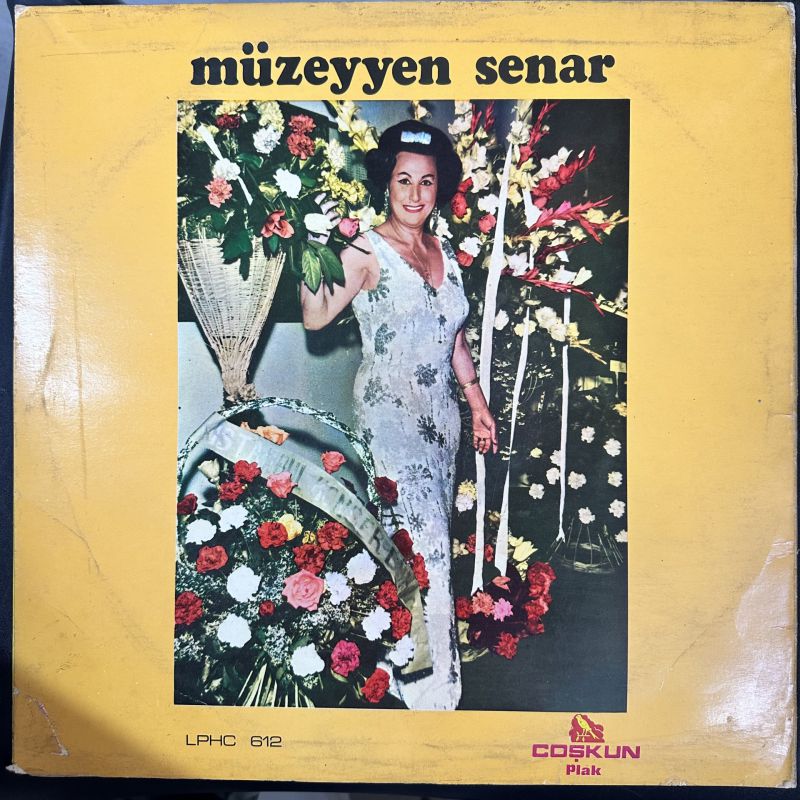 müzeyyen senar
LPHC 612
COŞKUN
Plak